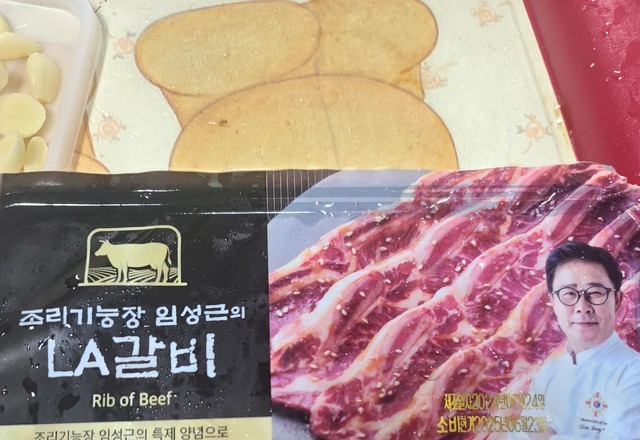 조리기능장 임성근의
LA갈비
Rib of Beef
조리기능장 임성근의 특제 양념으로